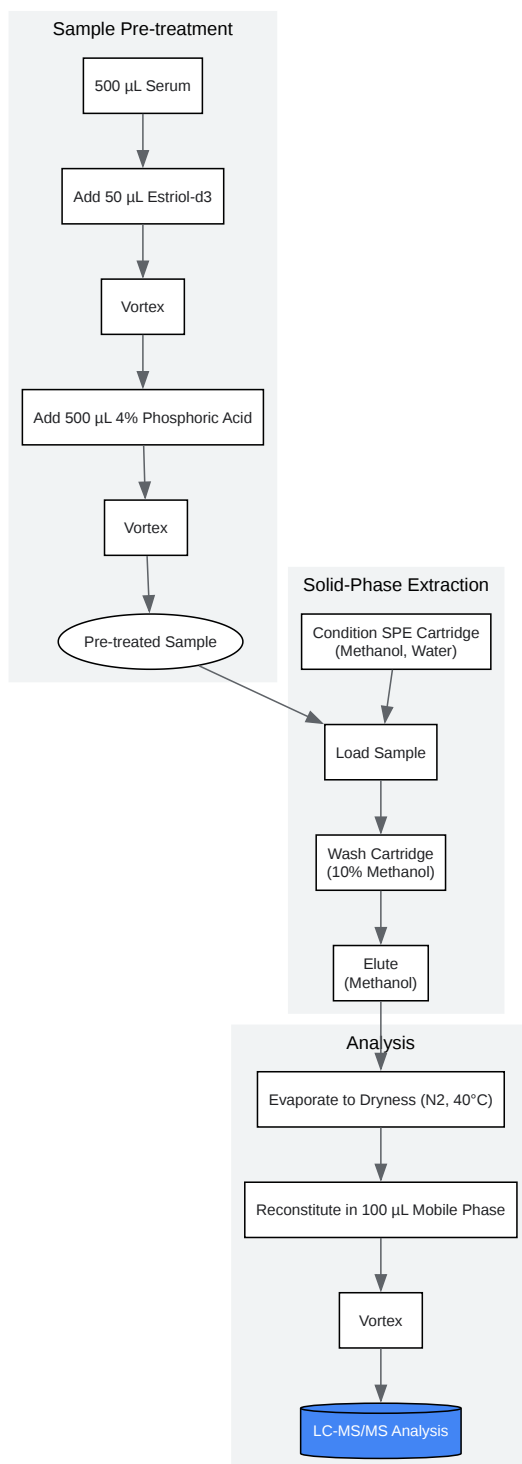 Sample Pre-treatment
500 µL Serum
Add 50 µL Estriol-d3
Vortex
Add 500 µL 4% Phosphoric Acid
Vortex
Pre-treated Sample
Solid-Phase Extraction
Condition SPE Cartridge
(Methanol, Water)
Load Sample
Wash Cartridge
(10% Methanol)
Elute
(Methanol)
Analysis
Evaporate to Dryness (N2, 40°C)
Reconstitute in 100 µL Mobile Phase
Vortex
LC-MS/MS Analysis